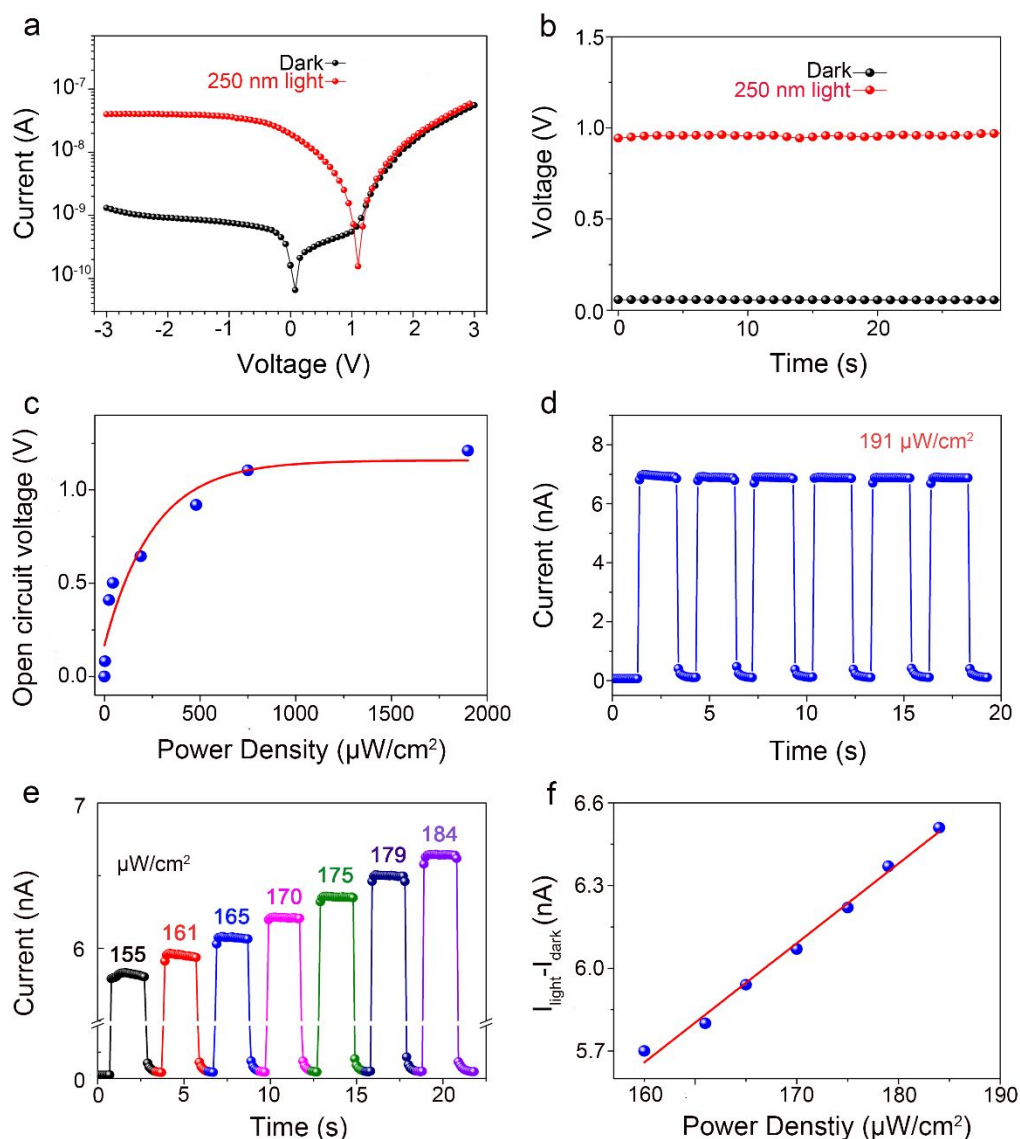 a
Dark
250 nm light
10⁻⁷
10⁻⁸
10⁻⁹
10⁻¹⁰
Current (A)
-3 -2 -1 0 1 2 3
Voltage (V)
b
1.5
Dark
250 nm light
1.0
0.5
0.0
Voltage (V)
0 10 20
Time (s)
c
1.0
0.5
0.0
Open circuit voltage (V)
0 500 1000 1500 2000
Power Density (μW/cm²)
d
191 μW/cm²
8
6
4
2
0
Current (nA)
0 5 10 15 20
Time (s)
e
7
6
0
Current (nA)
μW/cm²
155
161
165
170
175
179
184
0 5 10 15 20
Time (s)
f
6.6
6.3
6.0
5.7
I_light-I_dark (nA)
160 170 180 190
Power Denstiy (μW/cm²)